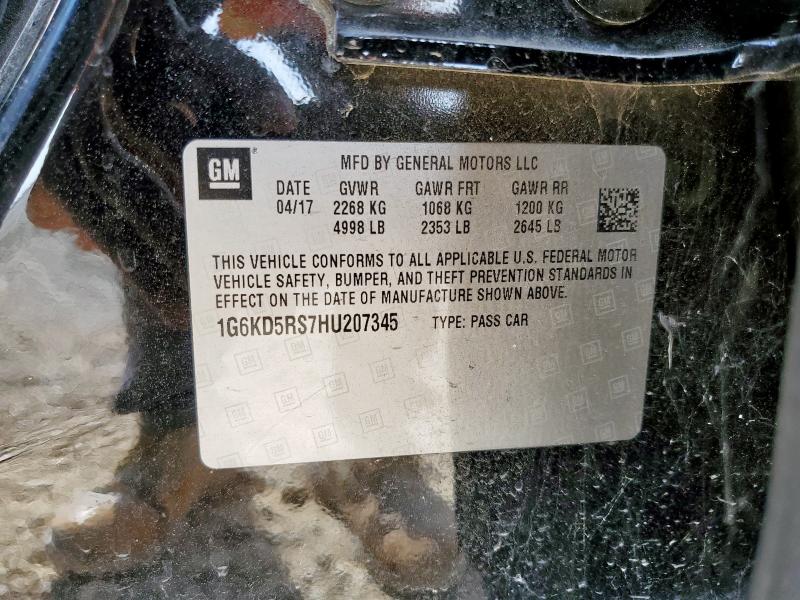 GM
MFD BY GENERAL MOTORS LLC
DATE GVWR GAWR FRT GAWR RR
04/17 2268 KG 1068 KG 1200 KG
4998 LB 2353 LB 2645 LB
THIS VEHICLE CONFORMS TO ALL APPLICABLE U.S. FEDERAL MOTOR
VEHICLE SAFETY, BUMPER, AND THEFT PREVENTION STANDARDS IN
EFFECT ON THE DATE OF MANUFACTURE SHOWN ABOVE.
1G6KD5RS7HU207345 TYPE: PASS CAR